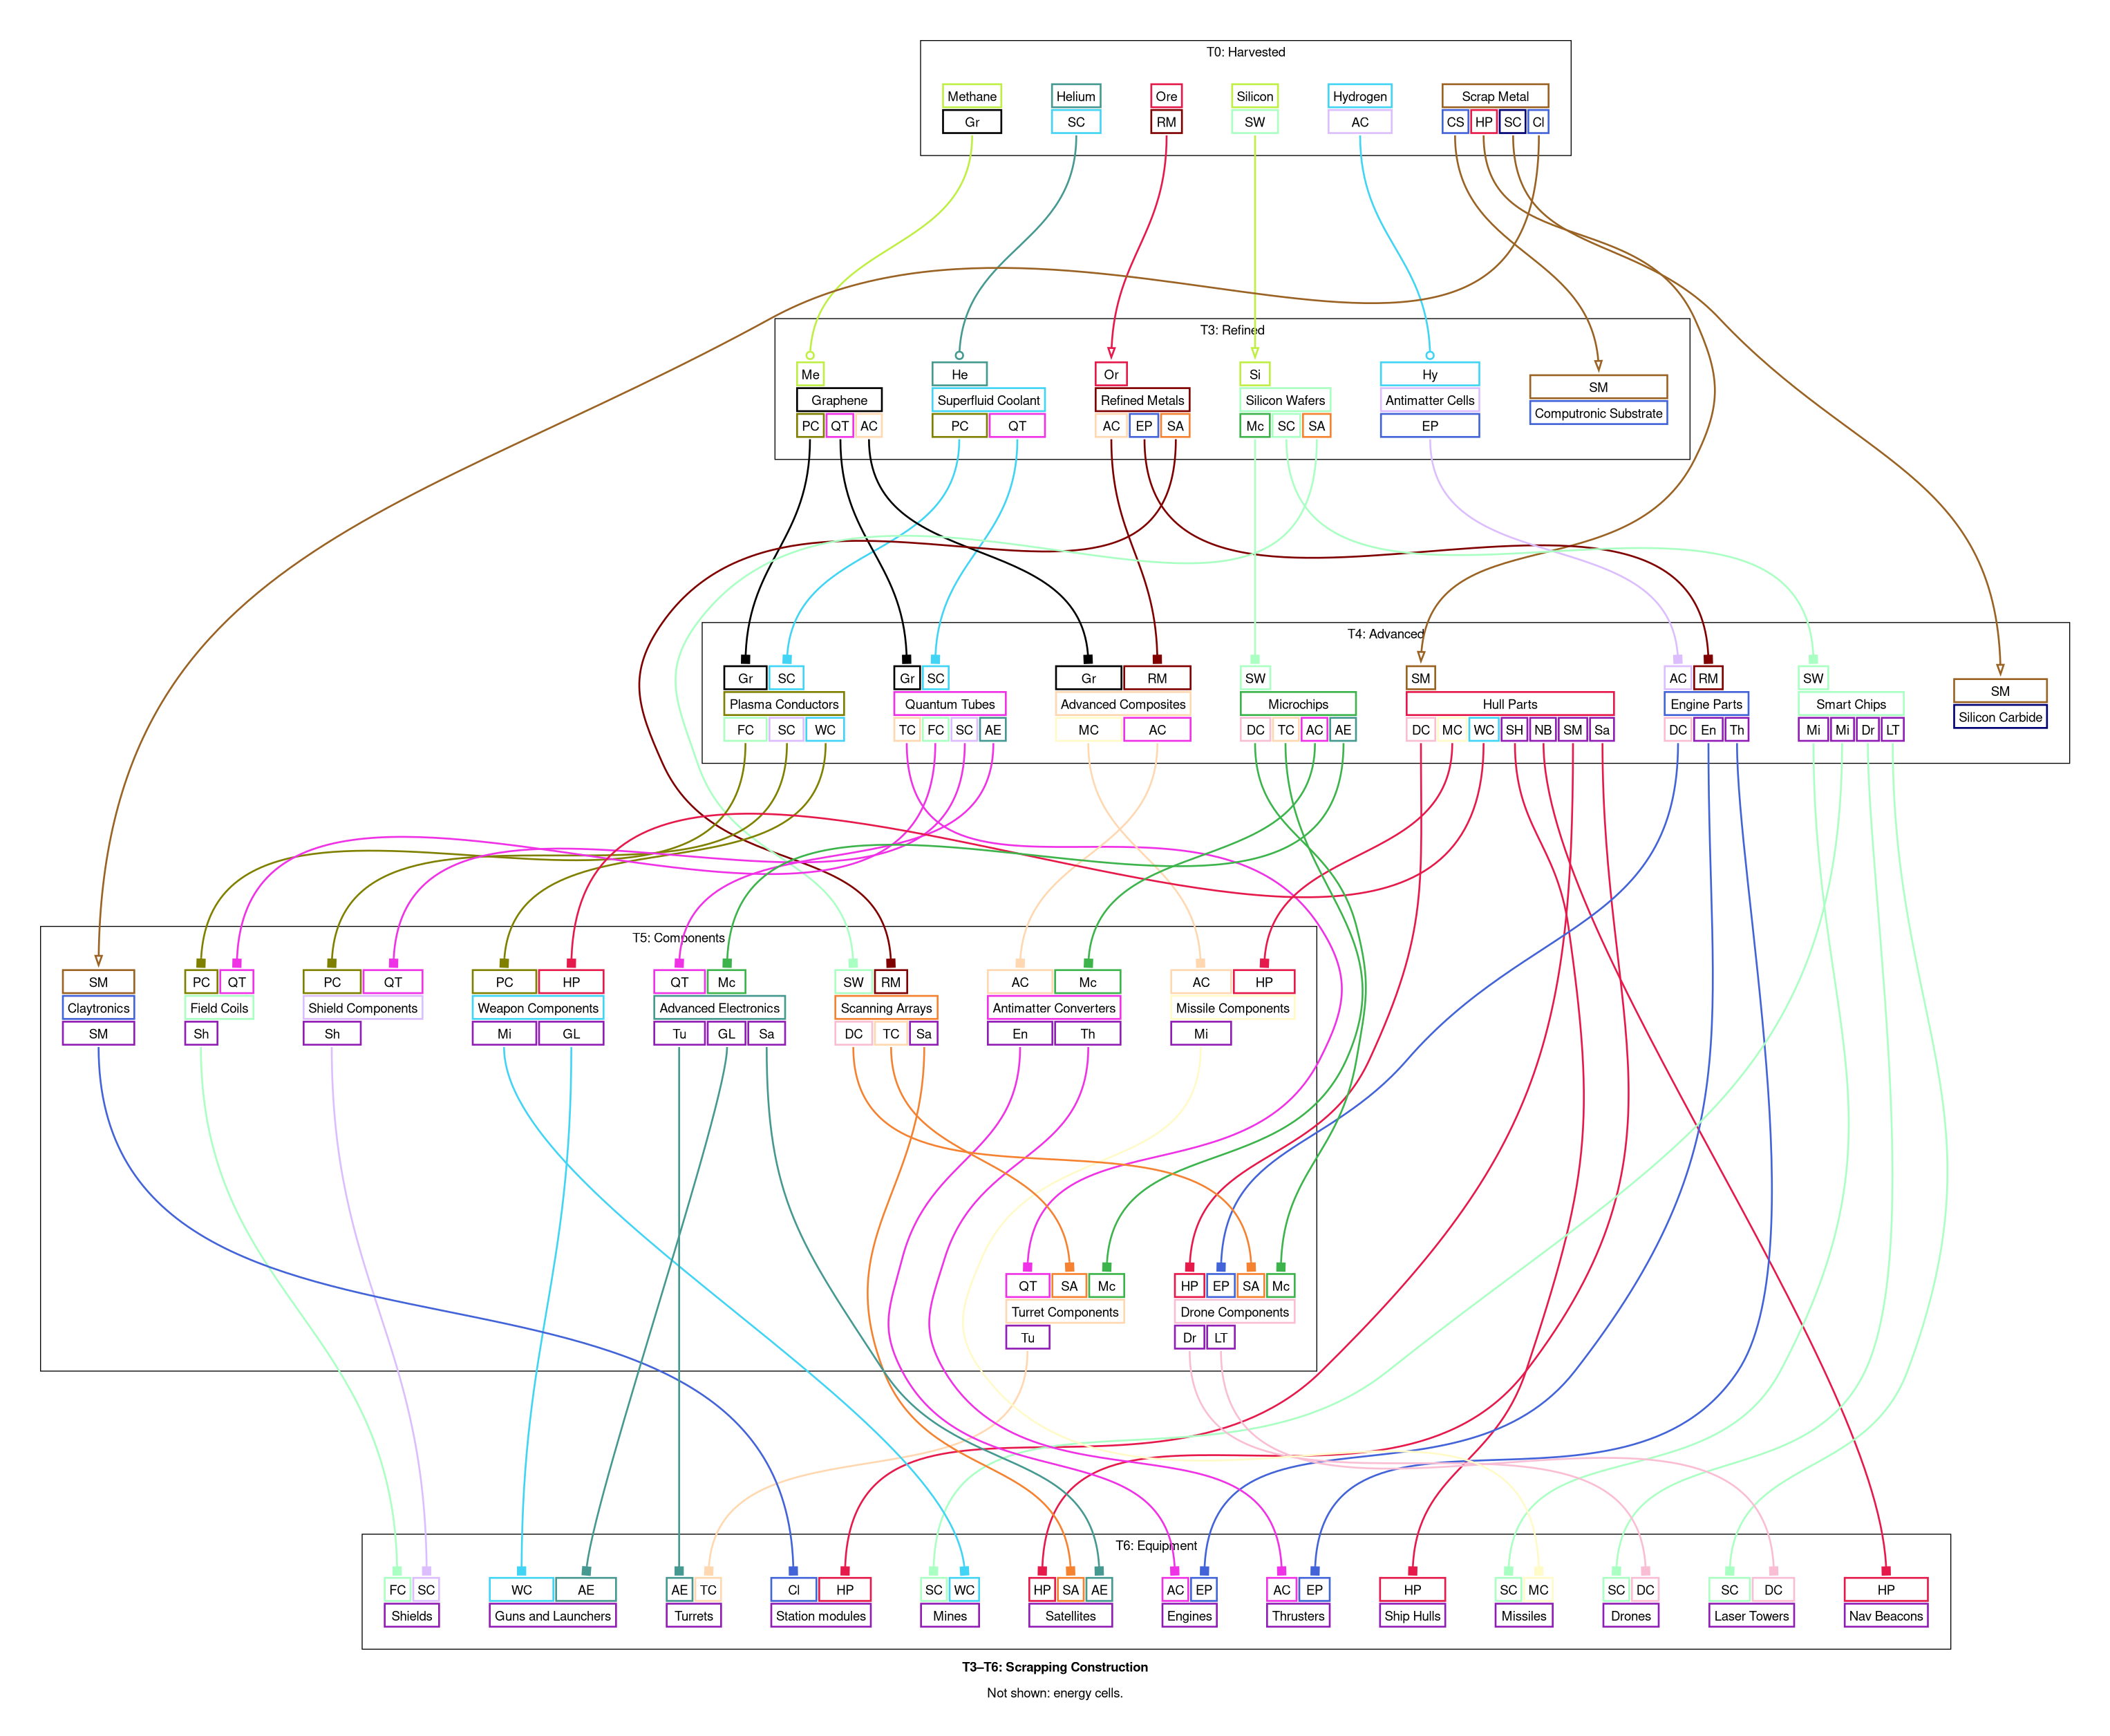 T0: Harvested
Methane Helium Ore Silicon Hydrogen Scrap Metal
Gr SC RM SW AC CS HP SC Cl
T3: Refined
Me He Or Si Hy SM
Graphene Superfluid Coolant Refined Metals Silicon Wafers Antimatter Cells Computronic Substrate
PC QT AC PC QT AC EP SA Mc SC SA EP
T4: Advanced
Gr SC Gr SC Gr RM SW SM AC RM SW SM
Plasma Conductors Quantum Tubes Advanced Composites Microchips Hull Parts Engine Parts Smart Chips Silicon Carbide
FC SC WC TC FC SC AE MC AC DC TC AC AE DC MC WC SH NB SM Sa DC En Th Mi Mi Dr LT
T5: Components
SM PC QT PC QT PC HP QT Mc SW RM AC Mc AC HP
Claytronics Field Coils Shield Components Weapon Components Advanced Electronics Scanning Arrays Antimatter Converters Missile Components
SM Sh Sh Mi GL Tu GL Sa DC TC Sa En Th Mi
QT SA Mc HP EP SA Mc
Turret Components Drone Components
Tu Dr LT
T6: Equipment
FC SC WC AE AE TC Cl HP SC WC HP SA AE AC EP AC EP HP SC MC SC DC SC DC HP
Shields Guns and Launchers Turrets Station modules Mines Satellites Engines Thrusters Ship Hulls Missiles Drones Laser Towers Nav Beacons
T3–T6: Scrapping Construction
Not shown: energy cells.